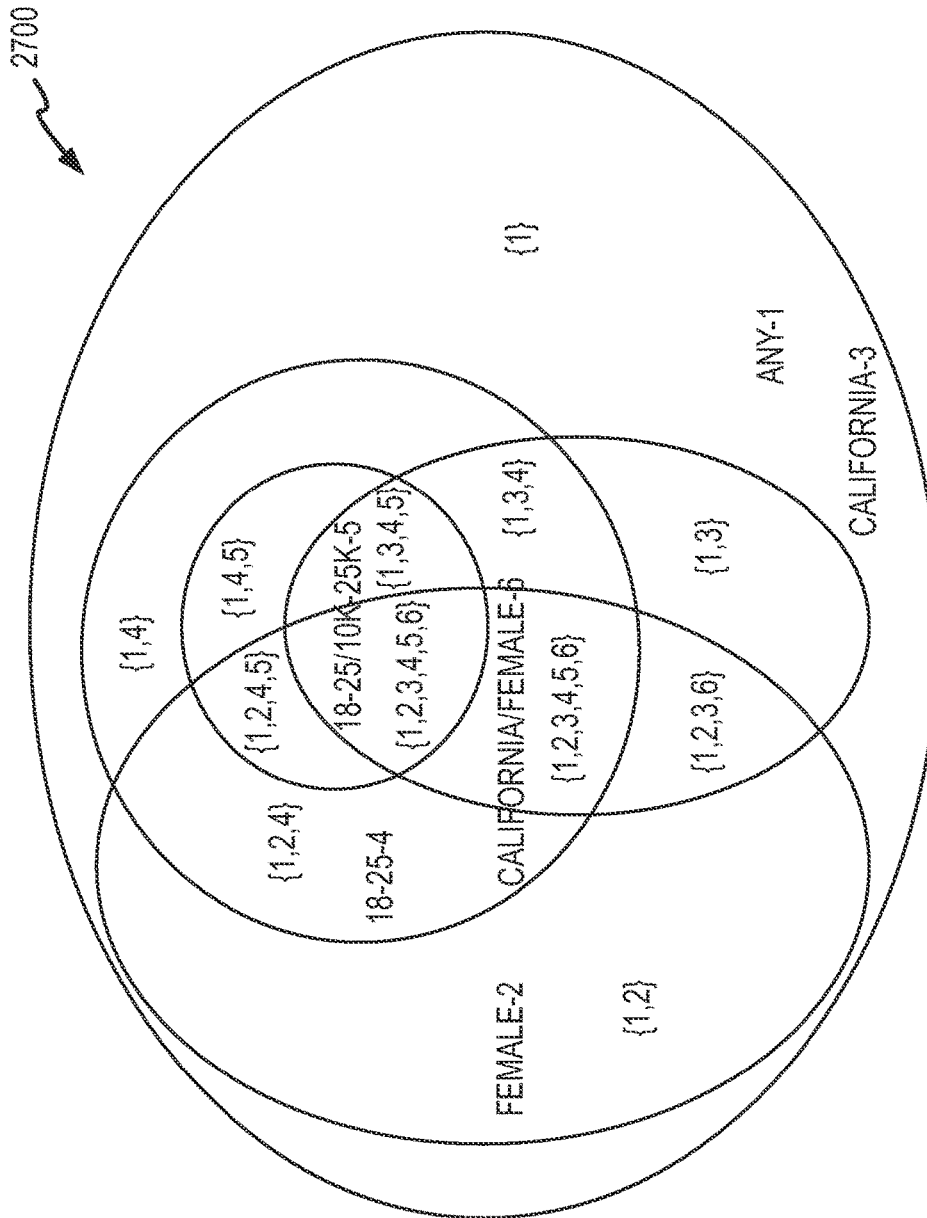 2700
{1,4}
{1,4,5}
{1,2,4,5}
{1,2,4}
18-25/10K-25K-5
18-25-4
{1,2,3,4,5,6}
{1,3,4,5}
FEMALE-2
CALIFORNIA/FEMALE-6
{1,3,4}
{1}
{1,2,3,4,5,6}
{1,2}
{1,2,3,6}
{1,3}
ANY-1
CALIFORNIA-3